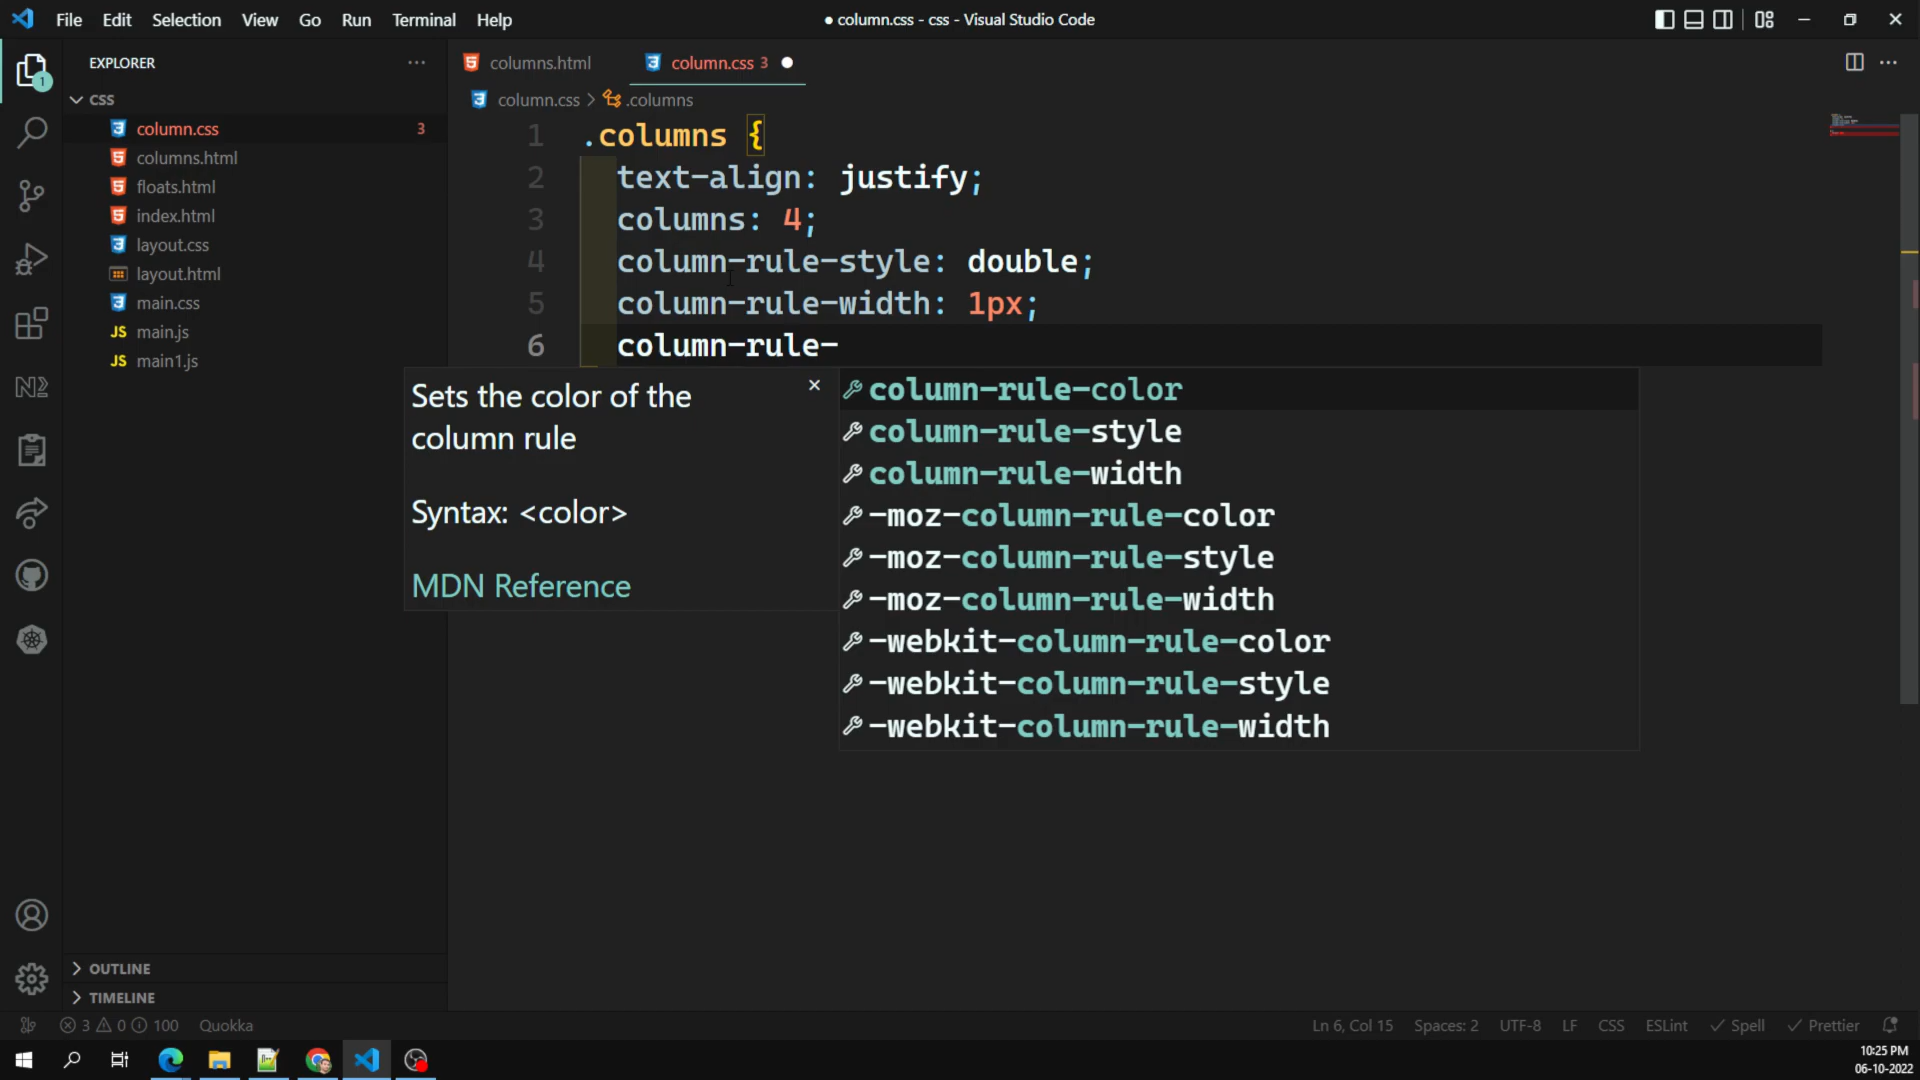 File Edit Selection View Go Run Terminal Help
● column.css - css - Visual Studio Code
EXPLORER
CSS
column.css 3
columns.html
floats.html
index.html
layout.css
layout.html
main.css
JS main.js
JS main1.js
OUTLINE
TIMELINE
columns.html
column.css 3
column.css > .columns
1 .columns {
2 text-align: justify;
3 columns: 4;
4 column-rule-style: double;
5 column-rule-width: 1px;
6 column-rule-
Sets the color of the
column rule
Syntax: <color>
MDN Reference
column-rule-color
column-rule-style
column-rule-width
-moz-column-rule-color
-moz-column-rule-style
-moz-column-rule-width
-webkit-column-rule-color
-webkit-column-rule-style
-webkit-column-rule-width
3 0 100 Quokka
Ln 6, Col 15 Spaces: 2 UTF-8 LF CSS ESLint Spell Prettier
10:25 PM
06-10-2022